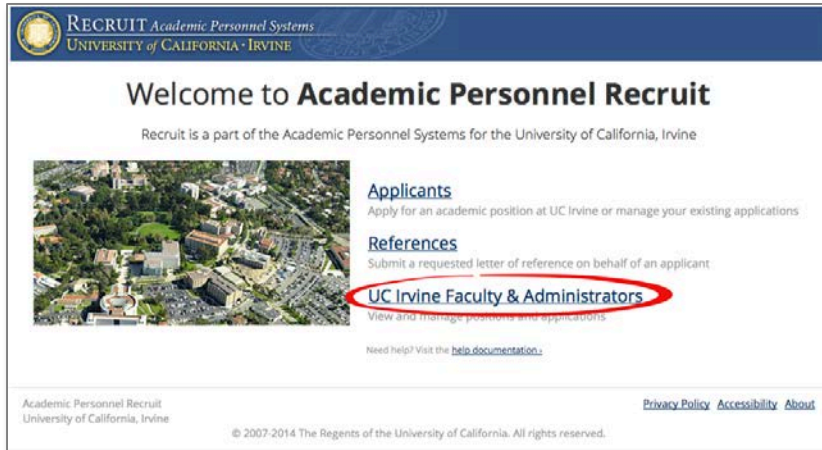 RECRUIT Academic Personnel Systems
UNIVERSITY of CALIFORNIA · IRVINE
Welcome to Academic Personnel Recruit
Recruit is a part of the Academic Personnel Systems for the University of California, Irvine
Applicants
Apply for an academic position at UC Irvine or manage your existing applications
References
Submit a requested letter of reference on behalf of an applicant
UC Irvine Faculty & Administrators
View and manage positions and applications
Need help? Visit the help documentation ›
Academic Personnel Recruit
University of California, Irvine
Privacy Policy Accessibility About
© 2007-2014 The Regents of the University of California. All rights reserved.